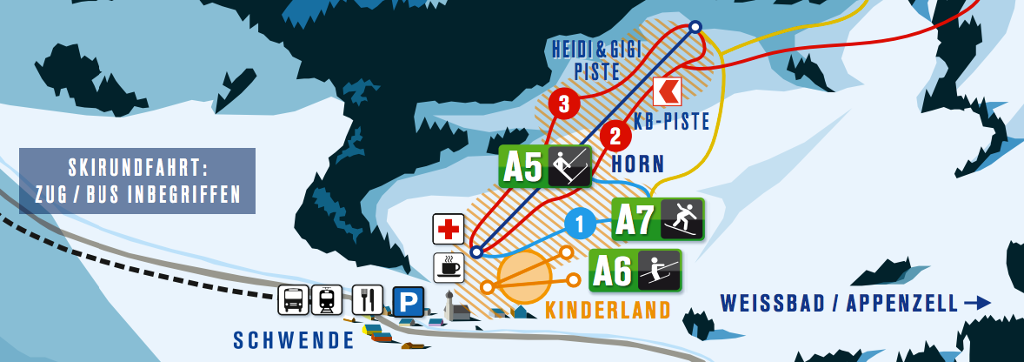 HEIDI & GIGI
PISTE
3
KB-PISTE
2
SKIRUNDFAHRT:
ZUG / BUS INBEGRIFFEN
A5
HORN
1
A7
A6
KINDERLAND
WEISSBAD / APPENZELL
P
SCHWENDE